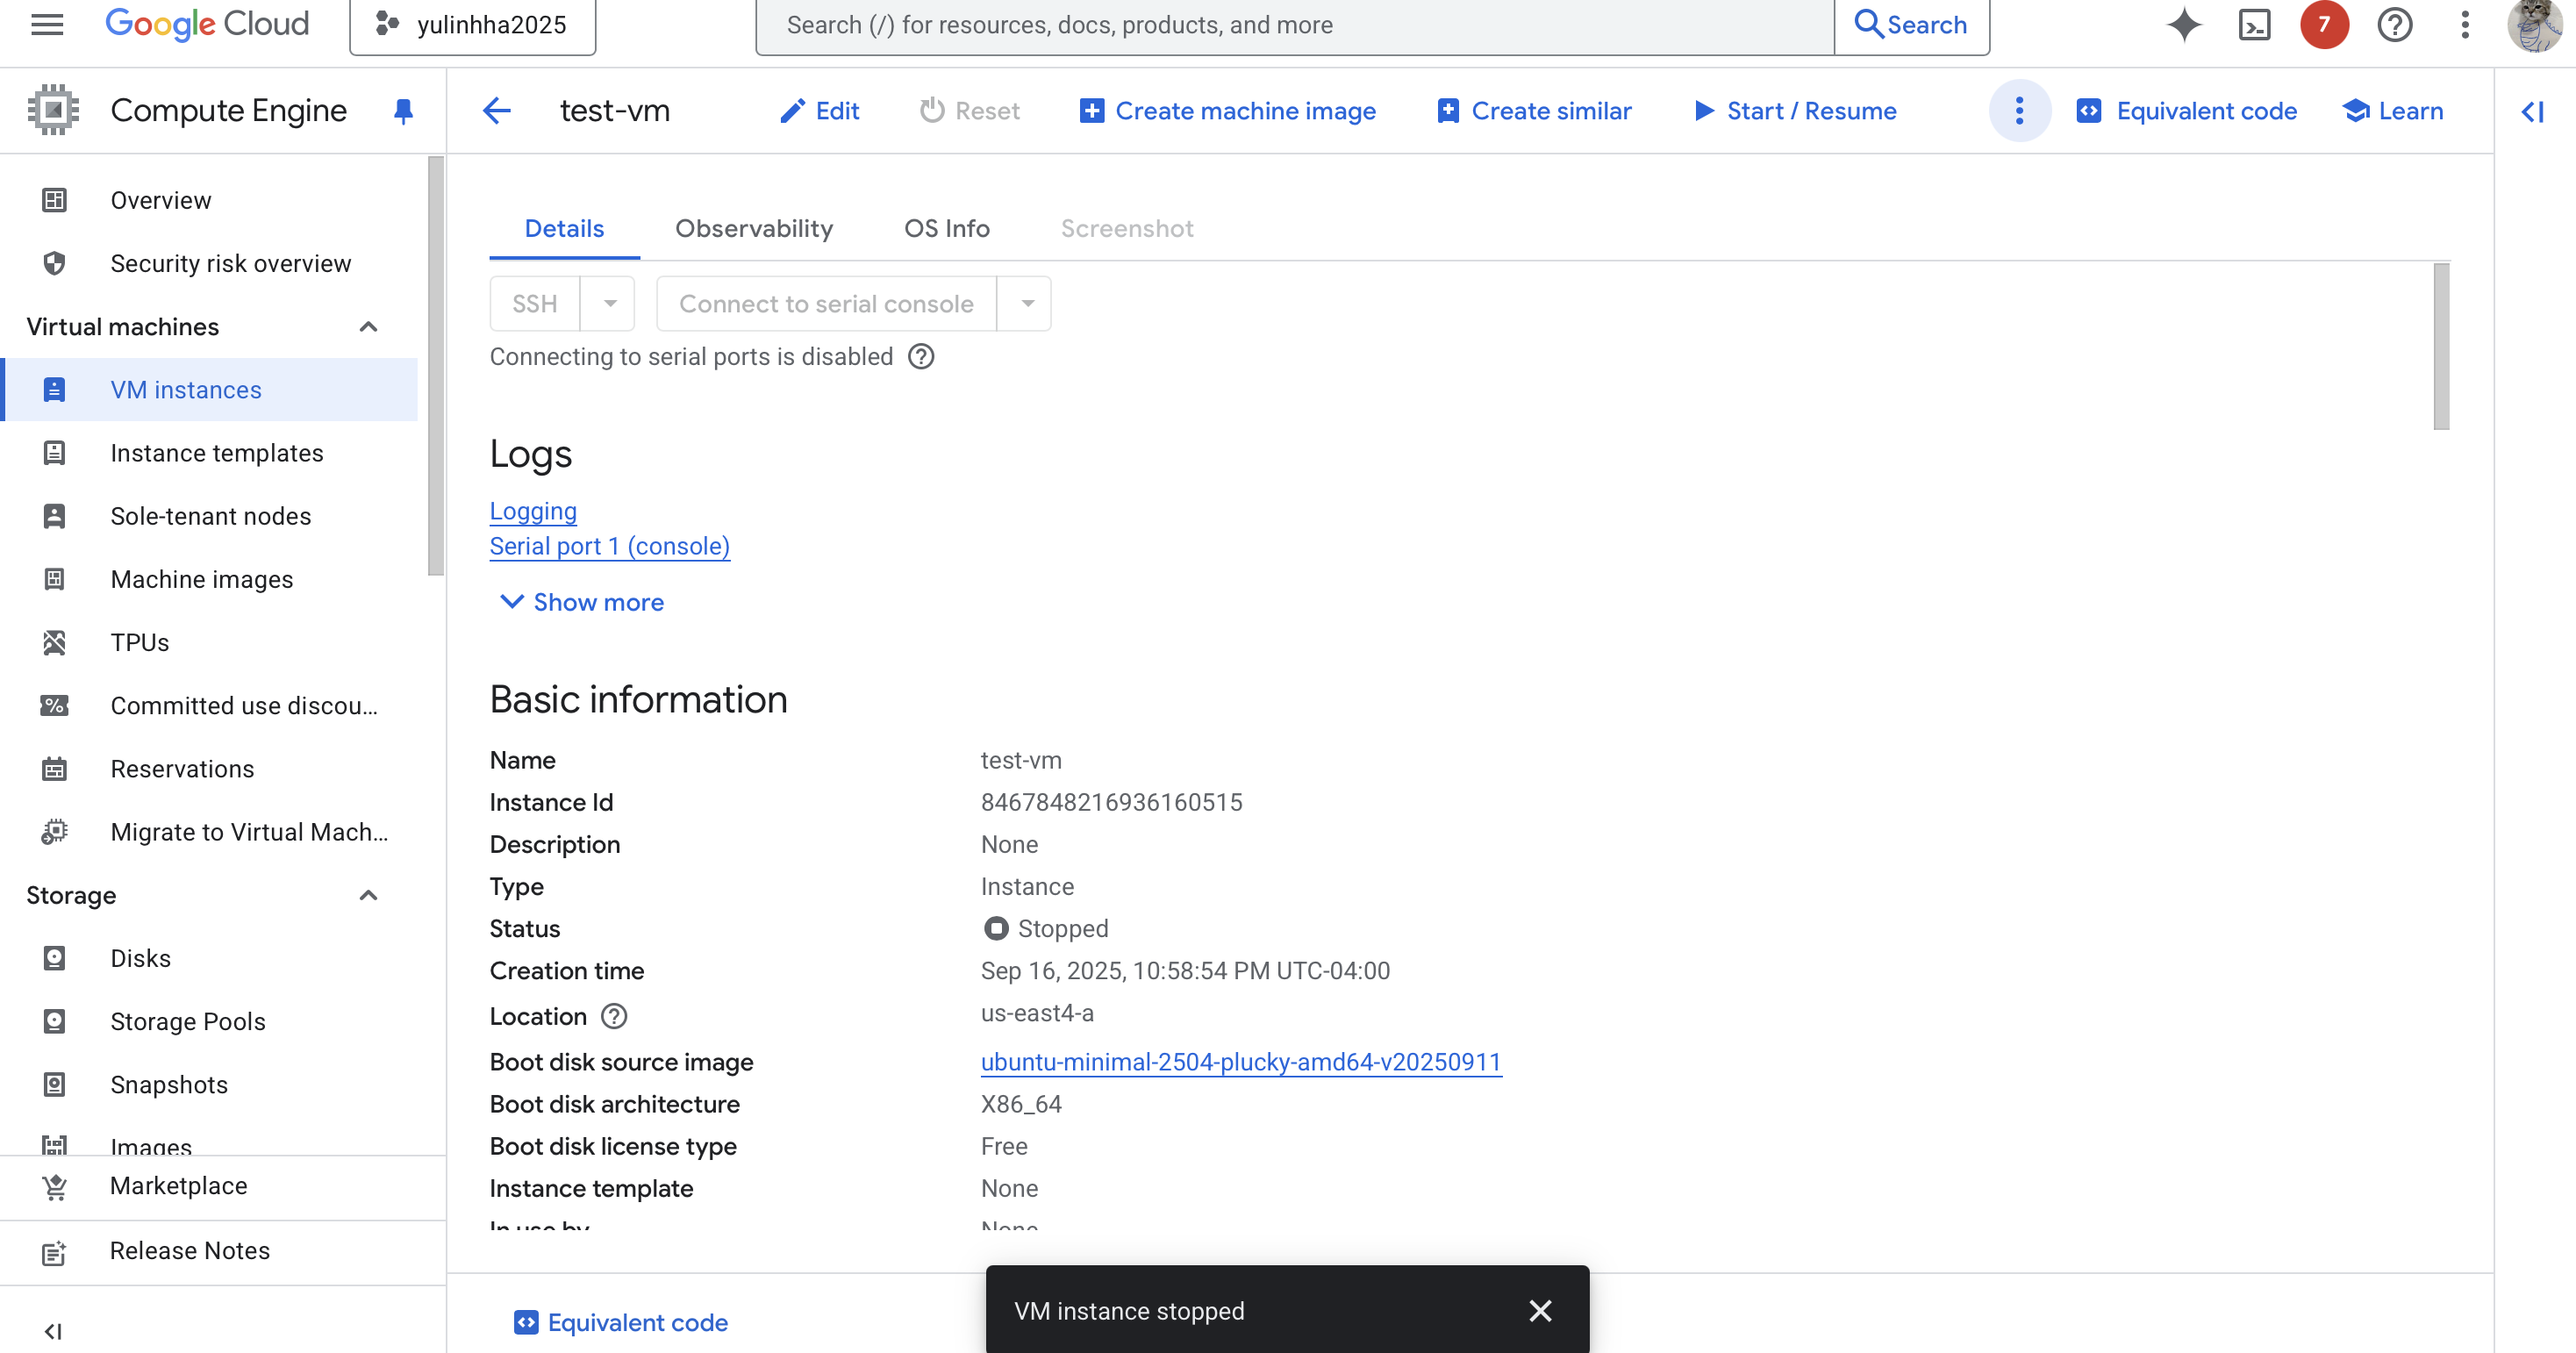 Google Cloud
yulinhha2025
Search (/) for resources, docs, products, and more
Search
7
Compute Engine
test-vm
Edit
Reset
Create machine image
Create similar
Start / Resume
Equivalent code
Learn
Overview
Security risk overview
Virtual machines
VM instances
Instance templates
Sole-tenant nodes
Machine images
TPUs
Committed use discou...
Reservations
Migrate to Virtual Mach...
Storage
Disks
Storage Pools
Snapshots
Images
Marketplace
Release Notes
Details
Observability
OS Info
Screenshot
SSH
Connect to serial console
Connecting to serial ports is disabled
Logs
Logging
Serial port 1 (console)
Show more
Basic information
Name test-vm
Instance Id 8467848216936160515
Description None
Type Instance
Status Stopped
Creation time Sep 16, 2025, 10:58:54 PM UTC-04:00
Location us-east4-a
Boot disk source image ubuntu-minimal-2504-plucky-amd64-v20250911
Boot disk architecture X86_64
Boot disk license type Free
Instance template None
In use by None
Equivalent code
VM instance stopped